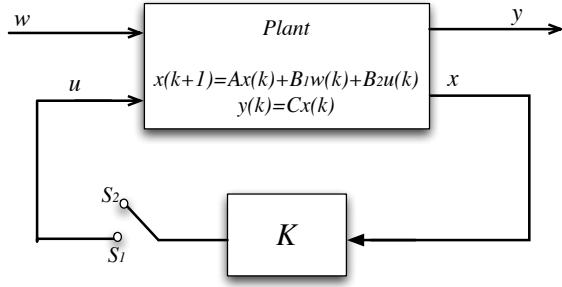 w
Plant
y
x(k+1)=Ax(k)+B1w(k)+B2u(k)
y(k)=Cx(k)
u
x
S2
S1
K